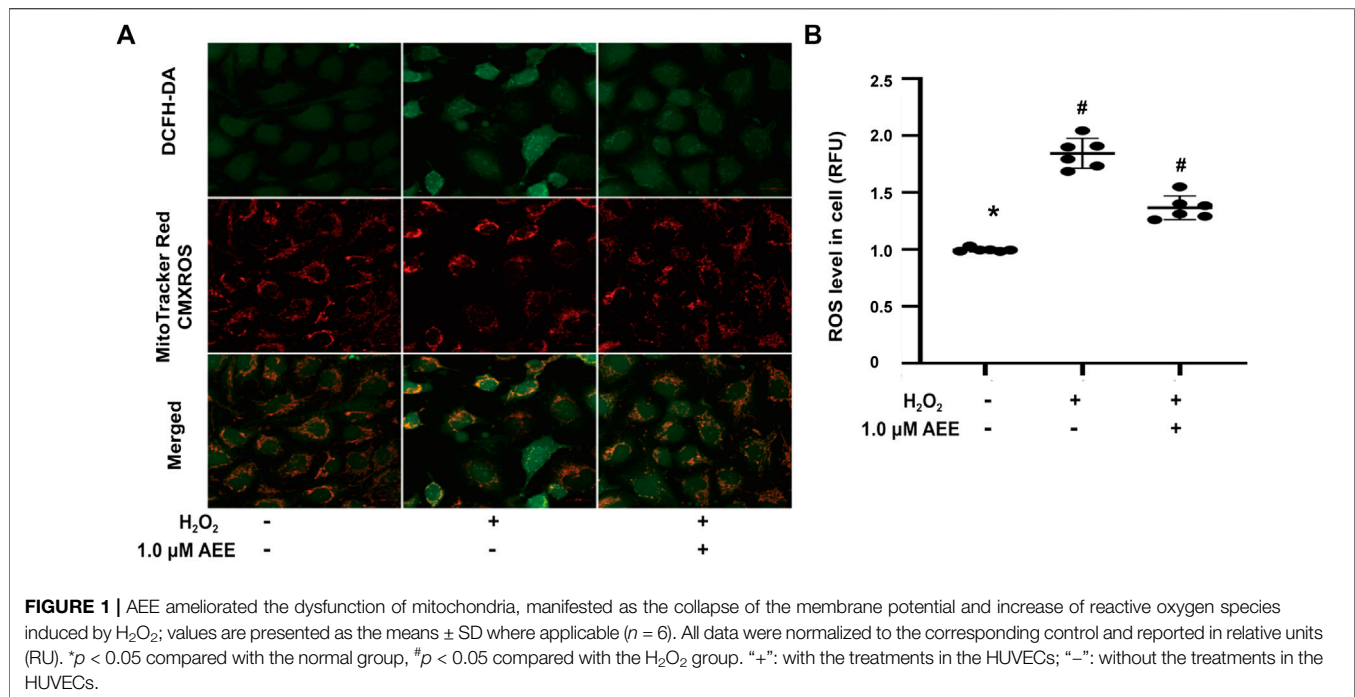 A
DCFH-DA
MitoTracker Red
CMXROS
Merged
H₂O₂ - + +
1.0 µM AEE - - +
B
ROS level in cell (RFU)
2.5
2.0
1.5
1.0
0.5
0
*
#
#
H₂O₂ - + +
1.0 µM AEE - - +
FIGURE 1 | AEE ameliorated the dysfunction of mitochondria, manifested as the collapse of the membrane potential and increase of reactive oxygen species
induced by H₂O₂; values are presented as the means ± SD where applicable (n = 6). All data were normalized to the corresponding control and reported in relative units
(RU). *p < 0.05 compared with the normal group, #p < 0.05 compared with the H₂O₂ group. “+”: with the treatments in the HUVECs; “−”: without the treatments in the
HUVECs.